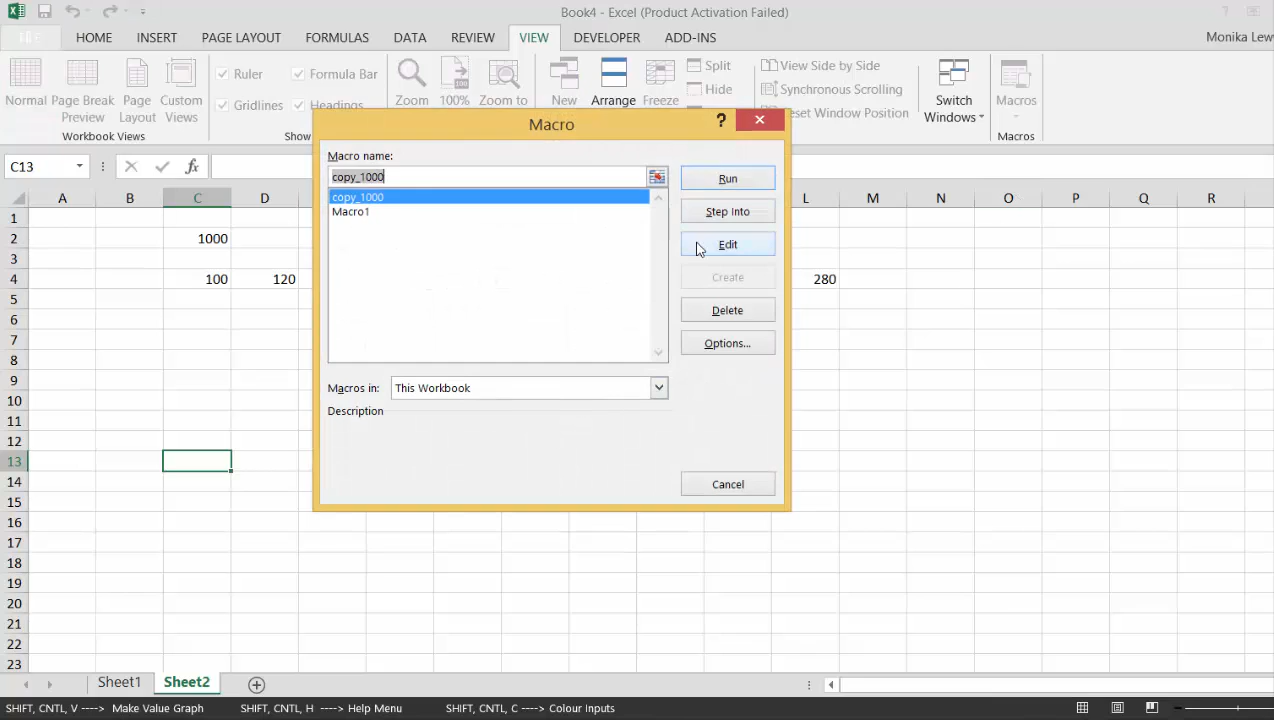 Book4 - Excel (Product Activation Failed)
HOME INSERT PAGE LAYOUT FORMULAS DATA REVIEW VIEW DEVELOPER ADD-INS Monika Lew
Ruler Formula Bar Split View Side by Side
Gridlines Headings Hide Synchronous Scrolling
Normal Page Break Preview Page Layout Custom Views Zoom 100% Zoom to New Arrange Freeze Reset Window Position Switch Windows Macros
Workbook Views Show Macros
C13 fx
A B C D L M N O P Q R
1
2 1000
3
4 100 120 280
5
6
7
8
9
10
11
12
13
14
15
16
17
18
19
20
21
22
23
Macro ?
Macro name:
copy_1000
copy_1000
Macro1
Run
Step Into
Edit
Create
Delete
Options...
Macros in: This Workbook
Description
Cancel
Sheet1 Sheet2
SHIFT, CNTL, V ----> Make Value Graph SHIFT, CNTL, H ----> Help Menu SHIFT, CNTL, C ----> Colour Inputs